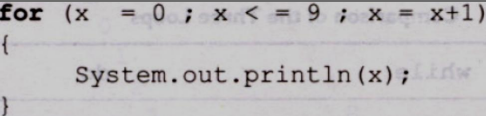 for (x = 0 ; x < = 9 ; x = x+1)
{
System.out.println(x);
}